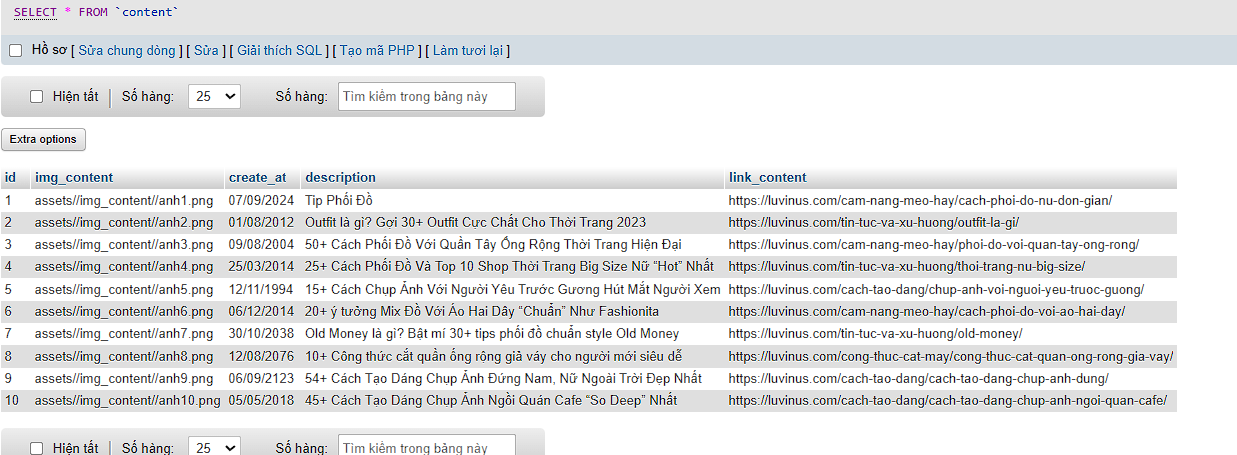 SELECT * FROM `content`
Hồ sơ [ Sửa chung dòng ] [ Sửa ] [ Giải thích SQL ] [ Tạo mã PHP ] [ Làm tươi lại ]
Hiện tất Số hàng: 25 Số hàng: Tìm kiếm trong bảng này
Extra options
id img_content create_at description link_content
1 assets//img_content//anh1.png 07/09/2024 Tip Phối Đồ https://luvinus.com/cam-nang-meo-hay/cach-phoi-do-nu-don-gian/
2 assets//img_content//anh2.png 01/08/2012 Outfit là gì? Gợi 30+ Outfit Cực Chất Cho Thời Trang 2023 https://luvinus.com/tin-tuc-va-xu-huong/outfit-la-gi/
3 assets//img_content//anh3.png 09/08/2004 50+ Cách Phối Đồ Với Quần Tây Ống Rộng Thời Trang Hiện Đại https://luvinus.com/cam-nang-meo-hay/phoi-do-voi-quan-tay-ong-rong/
4 assets//img_content//anh4.png 25/03/2014 25+ Cách Phối Đồ Và Top 10 Shop Thời Trang Big Size Nữ “Hot” Nhất https://luvinus.com/tin-tuc-va-xu-huong/thoi-trang-nu-big-size/
5 assets//img_content//anh5.png 12/11/1994 15+ Cách Chụp Ảnh Với Người Yêu Trước Gương Hút Mắt Người Xem https://luvinus.com/cach-tao-dang/chup-anh-voi-nguoi-yeu-truoc-guong/
6 assets//img_content//anh6.png 06/12/2014 20+ ý tưởng Mix Đồ Với Áo Hai Dây “Chuẩn” Như Fashionita https://luvinus.com/cam-nang-meo-hay/cach-phoi-do-voi-ao-hai-day/
7 assets//img_content//anh7.png 30/10/2038 Old Money là gì? Bật mí 30+ tips phối đồ chuẩn style Old Money https://luvinus.com/tin-tuc-va-xu-huong/old-money/
8 assets//img_content//anh8.png 12/08/2076 10+ Công thức cắt quần ống rộng giả váy cho người mới siêu dễ https://luvinus.com/cong-thuc-cat-may/cong-thuc-cat-quan-ong-rong-gia-vay/
9 assets//img_content//anh9.png 06/09/2123 54+ Cách Tạo Dáng Chụp Ảnh Đứng Nam, Nữ Ngoài Trời Đẹp Nhất https://luvinus.com/cach-tao-dang/cach-tao-dang-chup-anh-dung/
10 assets//img_content//anh10.png 05/05/2018 45+ Cách Tạo Dáng Chụp Ảnh Ngồi Quán Cafe “So Deep” Nhất https://luvinus.com/cach-tao-dang/cach-tao-dang-chup-anh-ngoi-quan-cafe/
Hiện tất Số hàng: 25 Số hàng: Tìm kiếm trong bảng này